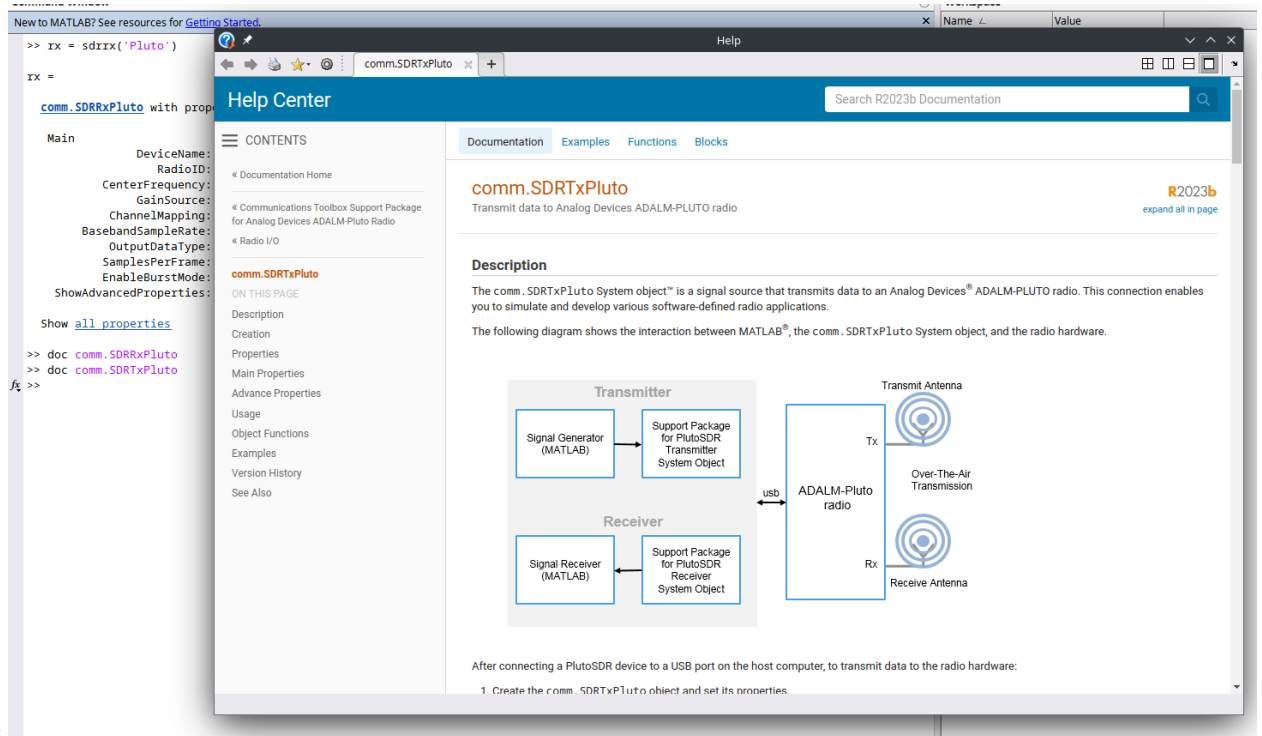 New to MATLAB? See resources for Getting Started.
Name
Value
>> rx = sdrrx('Pluto')
rx =
comm.SDRRxPluto with prop
Main
DeviceName:
RadioID:
CenterFrequency:
GainSource:
ChannelMapping:
BasebandSampleRate:
OutputDataType:
SamplesPerFrame:
EnableBurstMode:
ShowAdvancedProperties:
Show all properties
>> doc comm.SDRRxPluto
>> doc comm.SDRTxPluto
fx >>
Help
comm.SDRTxPluto
Help Center
Search R2023b Documentation
CONTENTS
« Documentation Home
« Communications Toolbox Support Package
for Analog Devices ADALM-Pluto Radio
« Radio I/O
comm.SDRTxPluto
ON THIS PAGE
Description
Creation
Properties
Main Properties
Advance Properties
Usage
Object Functions
Examples
Version History
See Also
Documentation Examples Functions Blocks
comm.SDRTxPluto
R2023b
Transmit data to Analog Devices ADALM-PLUTO radio
expand all in page
Description
The comm.SDRTxPluto System object™ is a signal source that transmits data to an Analog Devices® ADALM-PLUTO radio. This connection enables
you to simulate and develop various software-defined radio applications.
The following diagram shows the interaction between MATLAB®, the comm.SDRTxPluto System object, and the radio hardware.
Transmitter
Signal Generator
(MATLAB)
Support Package
for PlutoSDR
Transmitter
System Object
Receiver
Signal Receiver
(MATLAB)
Support Package
for PlutoSDR
Receiver
System Object
usb
ADALM-Pluto
radio
Tx
Rx
Transmit Antenna
Over-The-Air
Transmission
Receive Antenna
After connecting a PlutoSDR device to a USB port on the host computer, to transmit data to the radio hardware:
1. Create the comm.SDRTxPluto object and set its properties.